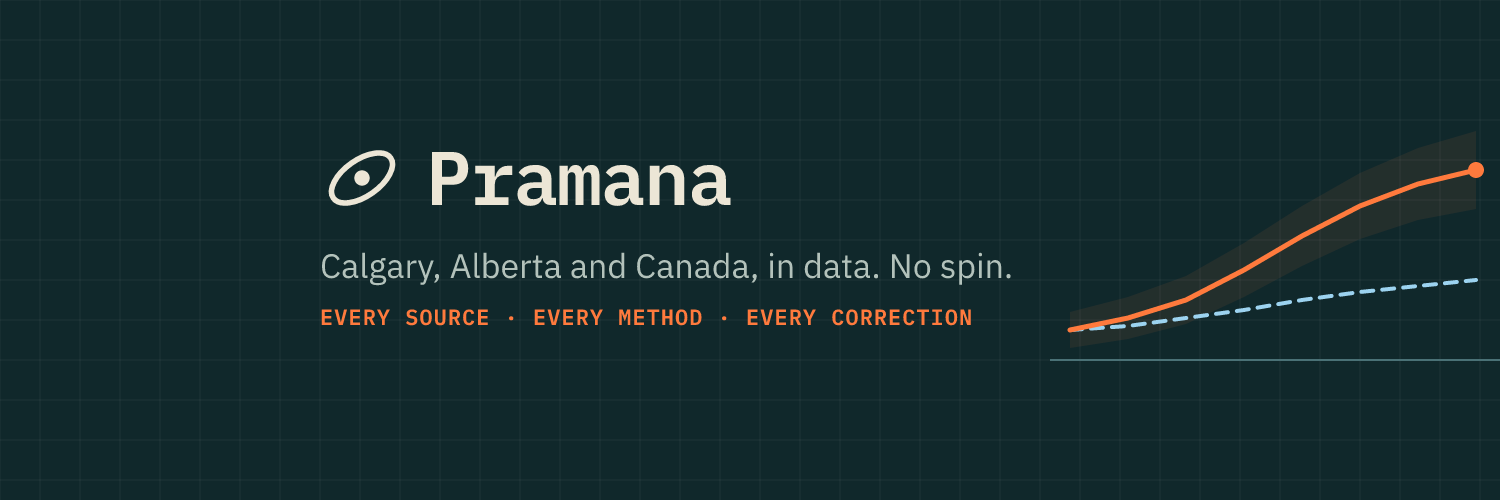 Pramana
Calgary, Alberta and Canada, in data. No spin.
EVERY SOURCE · EVERY METHOD · EVERY CORRECTION